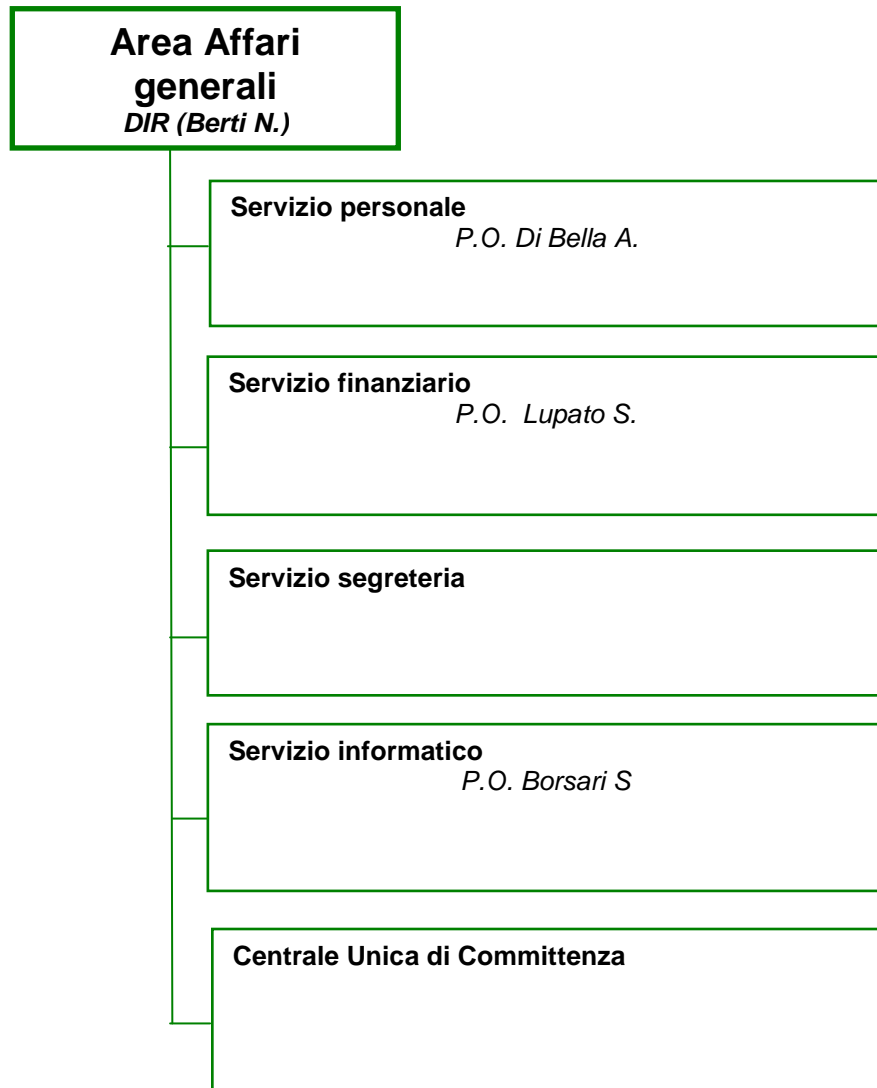 Area Affari
generali
DIR (Berti N.)
Servizio personale
P.O. Di Bella A.
Servizio finanziario
P.O.  Lupato S.
Servizio segreteria
Servizio informatico
P.O. Borsari S
Centrale Unica di Committenza